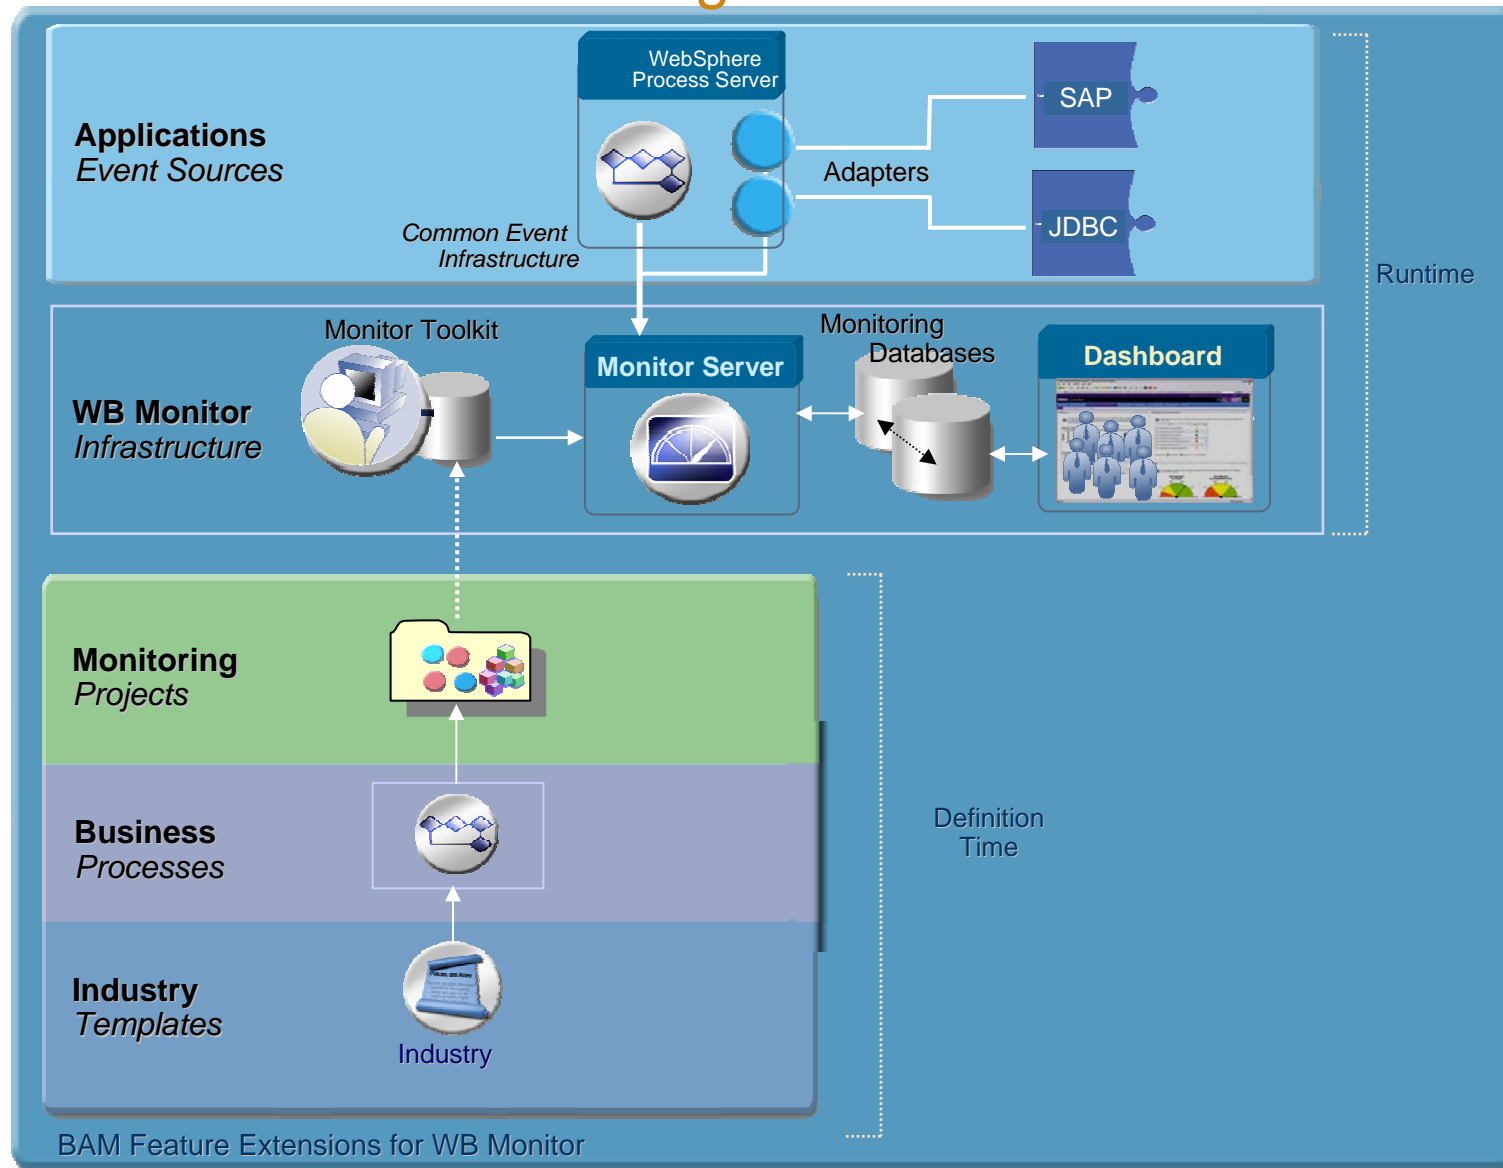 WebSphere
Process Server
SAP
Applications
Event Sources
Adapters
JDBC
Common Event
Infrastructure
Runtime
Monitor Toolkit
Monitoring
Databases
Monitor Server
Dashboard
WB Monitor
Infrastructure
Monitoring
Projects
Business
Processes
Definition
Time
Industry
Templates
Industry
BAM Feature Extensions for WB Monitor